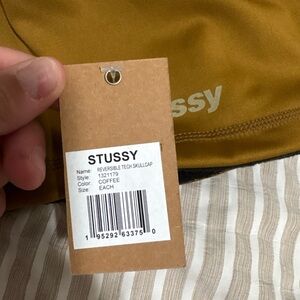 ssy
STUSSY
Name: REVERSIBLE TECH SKULLCAP
Style: 1321179
Color: COFFEE
Size: EACH
1 95292 63375 0